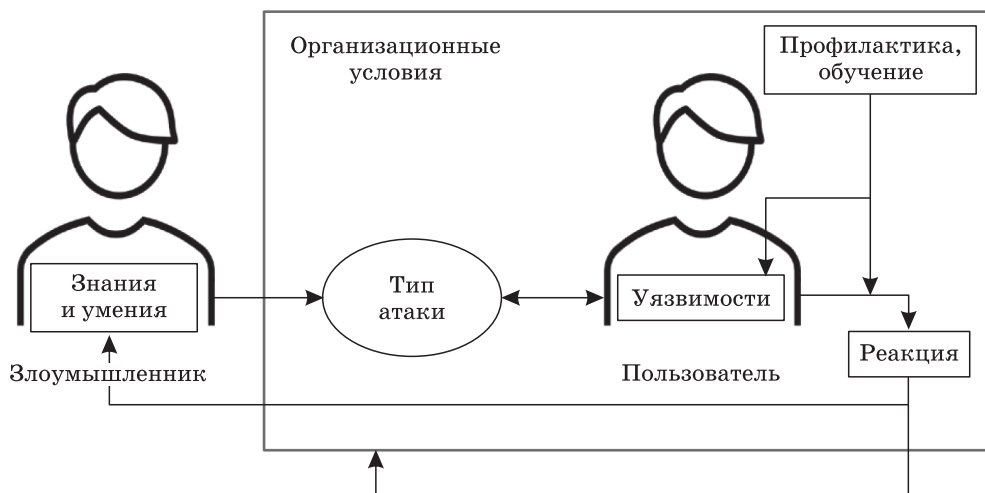 Организационные
условия
Профилактика,
обучение
Знания
и умения
Тип
атаки
Уязвимости
Реакция
Злоумышленник
Пользователь